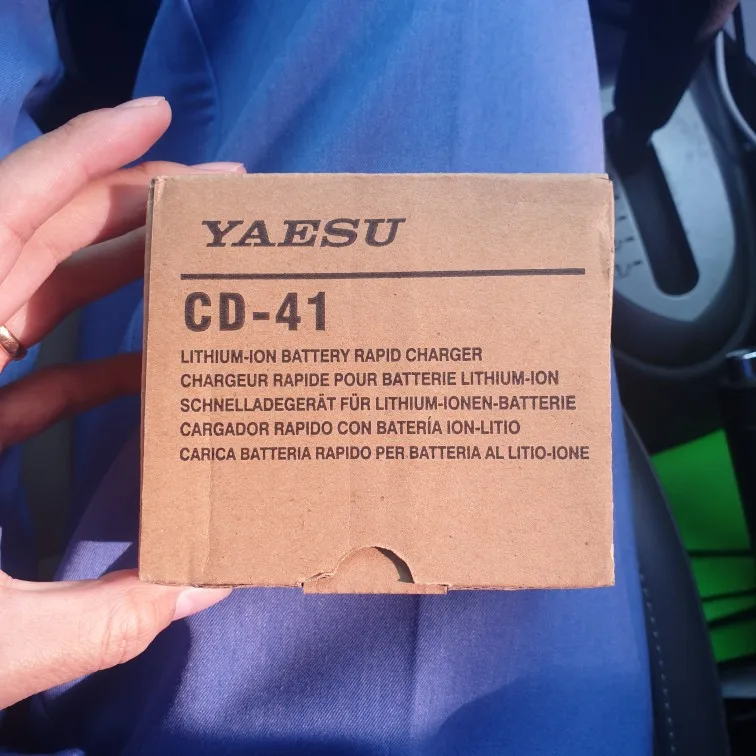 YAESU
CD-41
LITHIUM-ION BATTERY RAPID CHARGER
CHARGEUR RAPIDE POUR BATTERIE LITHIUM-ION
SCHNELLADEGERÄT FÜR LITHIUM-IONEN-BATTERIE
CARGADOR RAPIDO CON BATERÍA ION-LITIO
CARICA BATTERIA RAPIDO PER BATTERIA AL LITIO-IONE